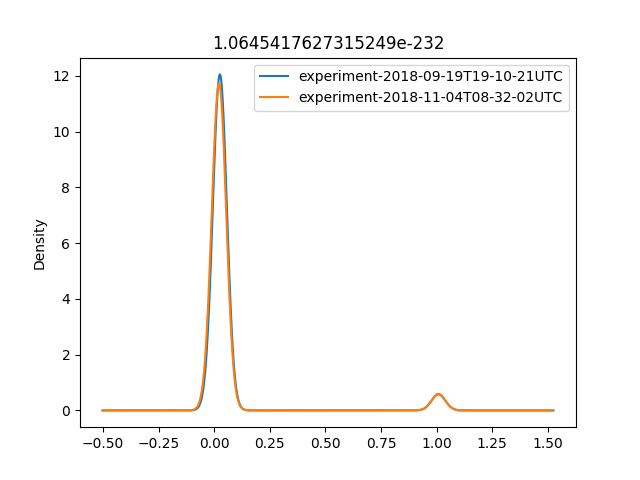 1.0645417627315249e-232
experiment-2018-09-19T19-10-21UTC
experiment-2018-11-04T08-32-02UTC
Density
12
10
8
6
4
2
0
−0.50 −0.25 0.00 0.25 0.50 0.75 1.00 1.25 1.50